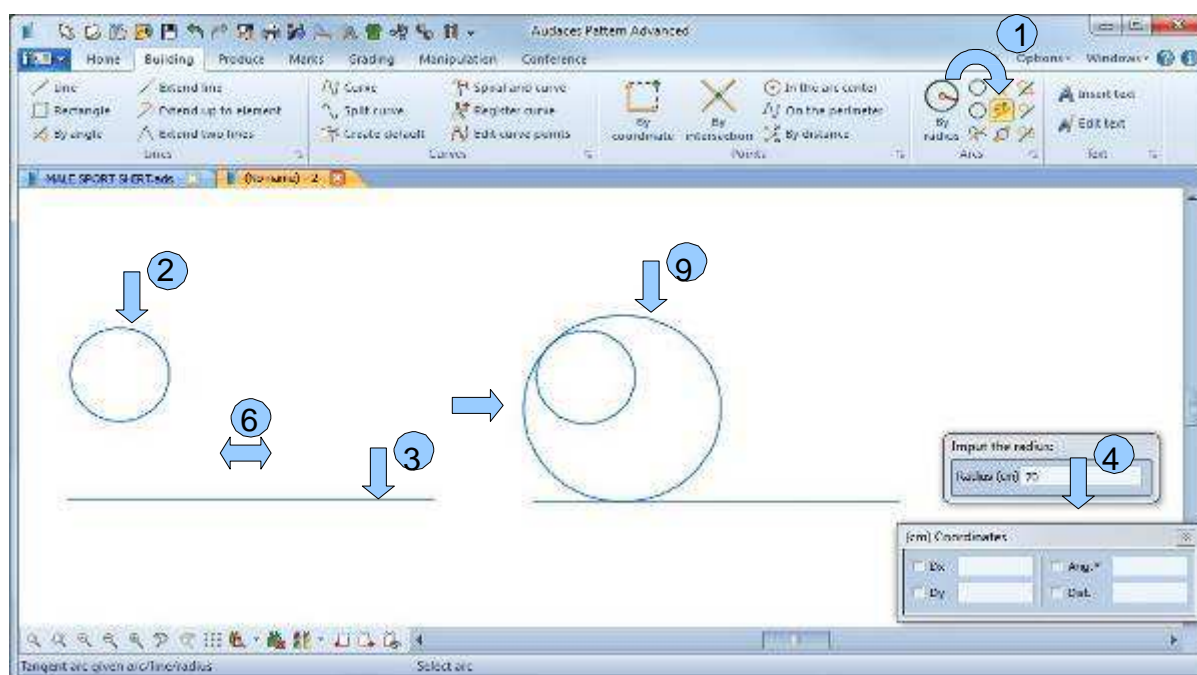 Audaces Pattern Advanced
1
Home Building Produce Marks Grading Manipulation Conference Options Windows
Line Extend line Curve Spiral and curve In the arc center Insert text
Rectangle Extend up to element Split curve Register curve On the perimeter Edit text
By angle Extend two lines Create default Edit curve points By coordinate By intersection By distance By radius
Lines Curves Points Arcs Text
MALE SPORT SHIRT.ads (No name) - 2
2
9
6
3
4
Imput the radius:
Radius (cm)
(cm) Coordinates
Dx Ang.°
Dy Dist.
Tangent arc given arc/line/radius Select arc